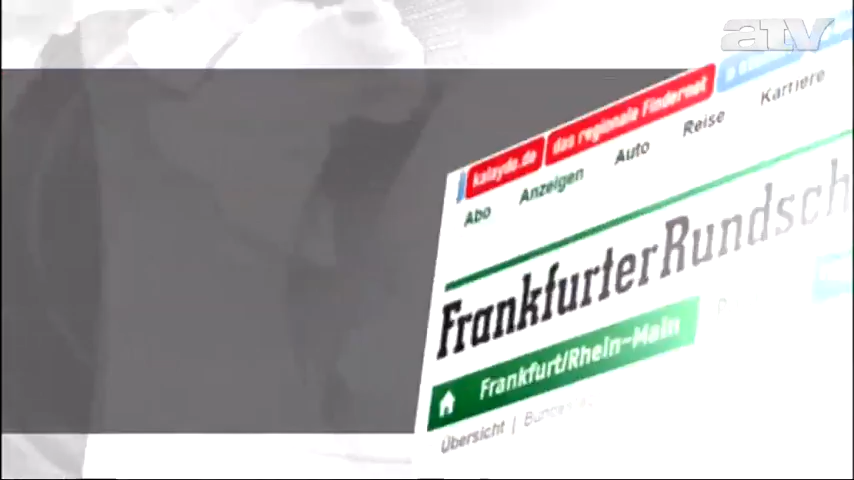 atv
kalaydo.de das regionale Findernet
Abo Anzeigen Auto Reise Karriere
FrankfurterRundsch
Frankfurt/Rhein-Main
Übersicht |